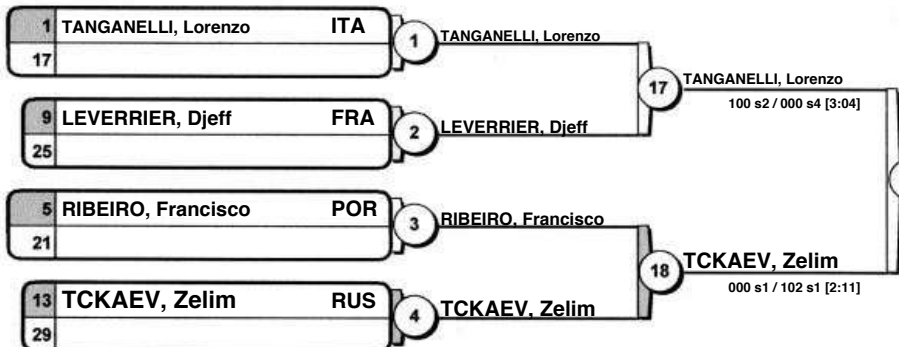 1 TANGANELLI, Lorenzo ITA
17
1 TANGANELLI, Lorenzo
9 LEVERRIER, Djeff FRA
25
2 LEVERRIER, Djeff
17 TANGANELLI, Lorenzo
100 s2 / 000 s4 [3:04]
5 RIBEIRO, Francisco POR
21
3 RIBEIRO, Francisco
13 TCKAEV, Zelim RUS
29
4 TCKAEV, Zelim
18 TCKAEV, Zelim
000 s1 / 102 s1 [2:11]